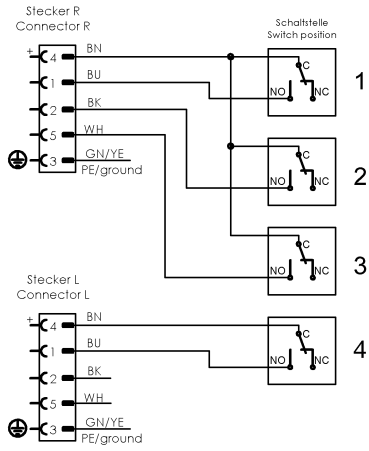 Stecker R
Connector R
Schaltstelle
Switch position
+ 4 BN
1 BU
2 BK
5 WH
3 GN/YE
PE/ground
C
NO NC
1
C
NO NC
2
C
NO NC
3
Stecker L
Connector L
+ 4 BN
1 BU
2 BK
5 WH
3 GN/YE
PE/ground
C
NO NC
4